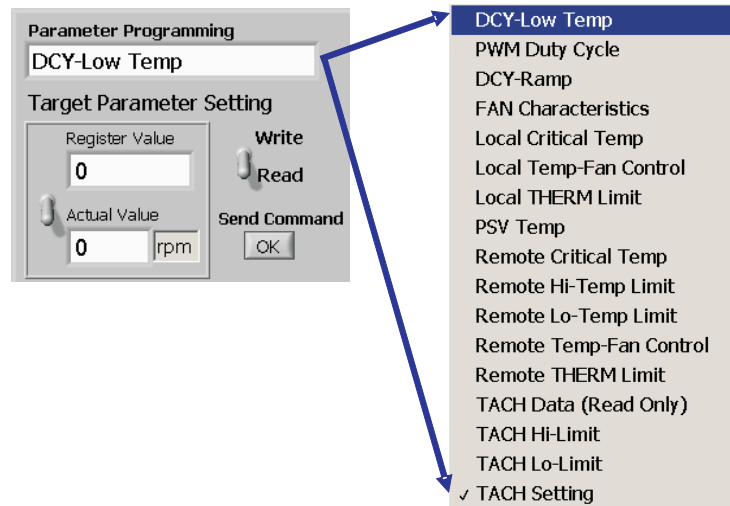 Parameter Programming
DCY-Low Temp
Target Parameter Setting
Register Value
0
Write
Read
Actual Value
0 rpm
Send Command
OK
DCY-Low Temp
PWM Duty Cycle
DCY-Ramp
FAN Characteristics
Local Critical Temp
Local Temp-Fan Control
Local THERM Limit
PSV Temp
Remote Critical Temp
Remote Hi-Temp Limit
Remote Lo-Temp Limit
Remote Temp-Fan Control
Remote THERM Limit
TACH Data (Read Only)
TACH Hi-Limit
TACH Lo-Limit
✓ TACH Setting